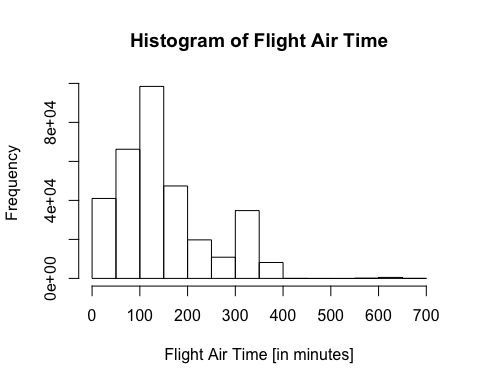 Histogram of Flight Air Time
Frequency
8e+04
4e+04
0e+00
0 100 200 300 400 500 600 700
Flight Air Time [in minutes]